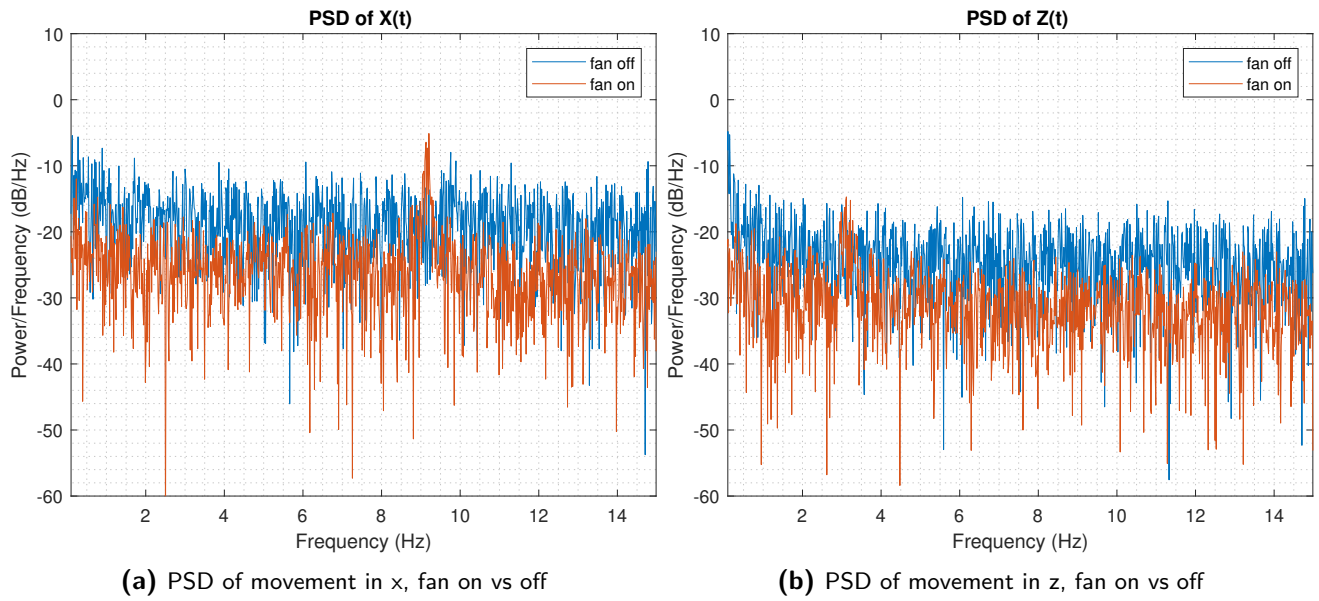 PSD of X(t)
10
0
-10
-20
-30
-40
-50
-60
Power/Frequency (dB/Hz)
2 4 6 8 10 12 14
Frequency (Hz)
fan off
fan on
(a) PSD of movement in x, fan on vs off
PSD of Z(t)
10
0
-10
-20
-30
-40
-50
-60
Power/Frequency (dB/Hz)
2 4 6 8 10 12 14
Frequency (Hz)
fan off
fan on
(b) PSD of movement in z, fan on vs off